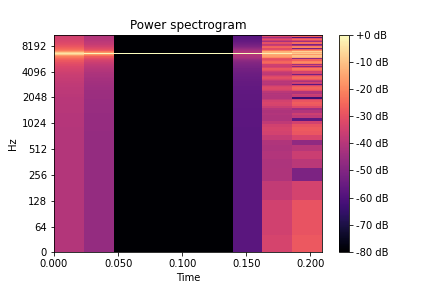 Power spectrogram
8192
4096
2048
1024
512
256
128
64
0
Hz
0.000 0.050 0.100 0.150 0.200
Time
+0 dB
-10 dB
-20 dB
-30 dB
-40 dB
-50 dB
-60 dB
-70 dB
-80 dB